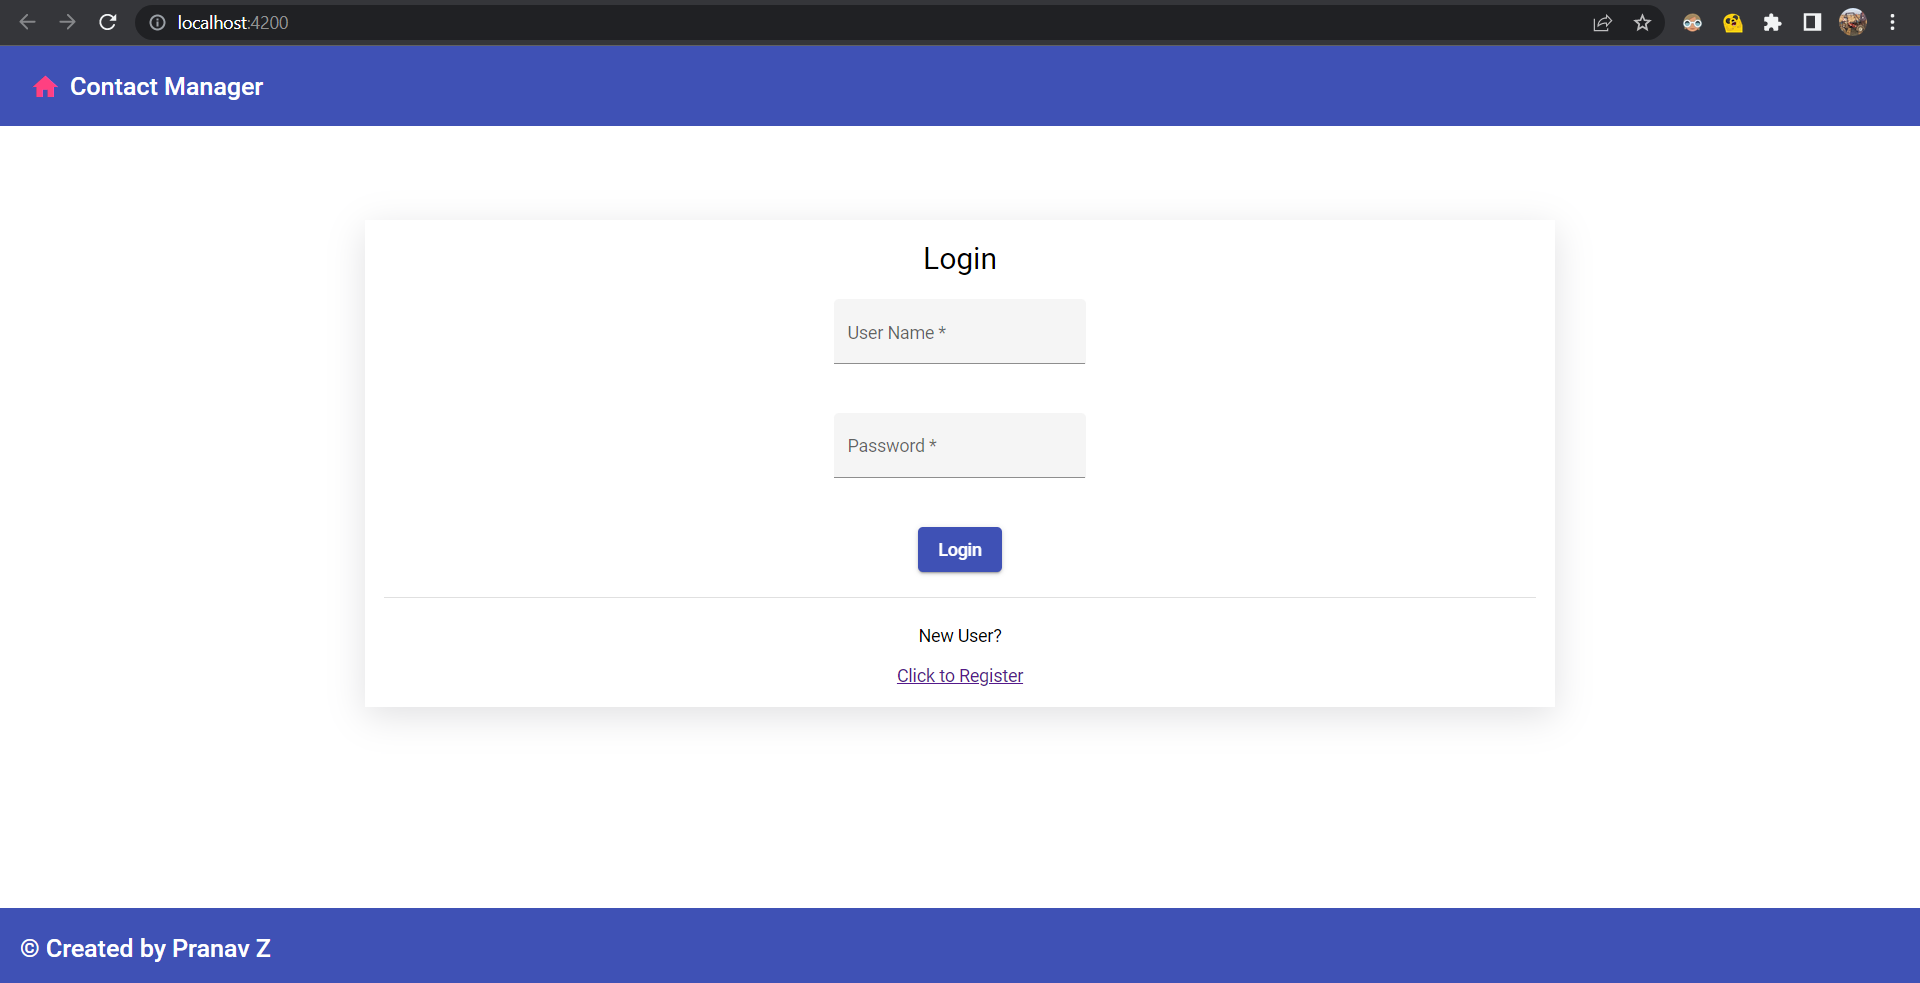 localhost:4200
Contact Manager
Login
User Name *
Password *
Login
New User?
Click to Register
© Created by Pranav Z